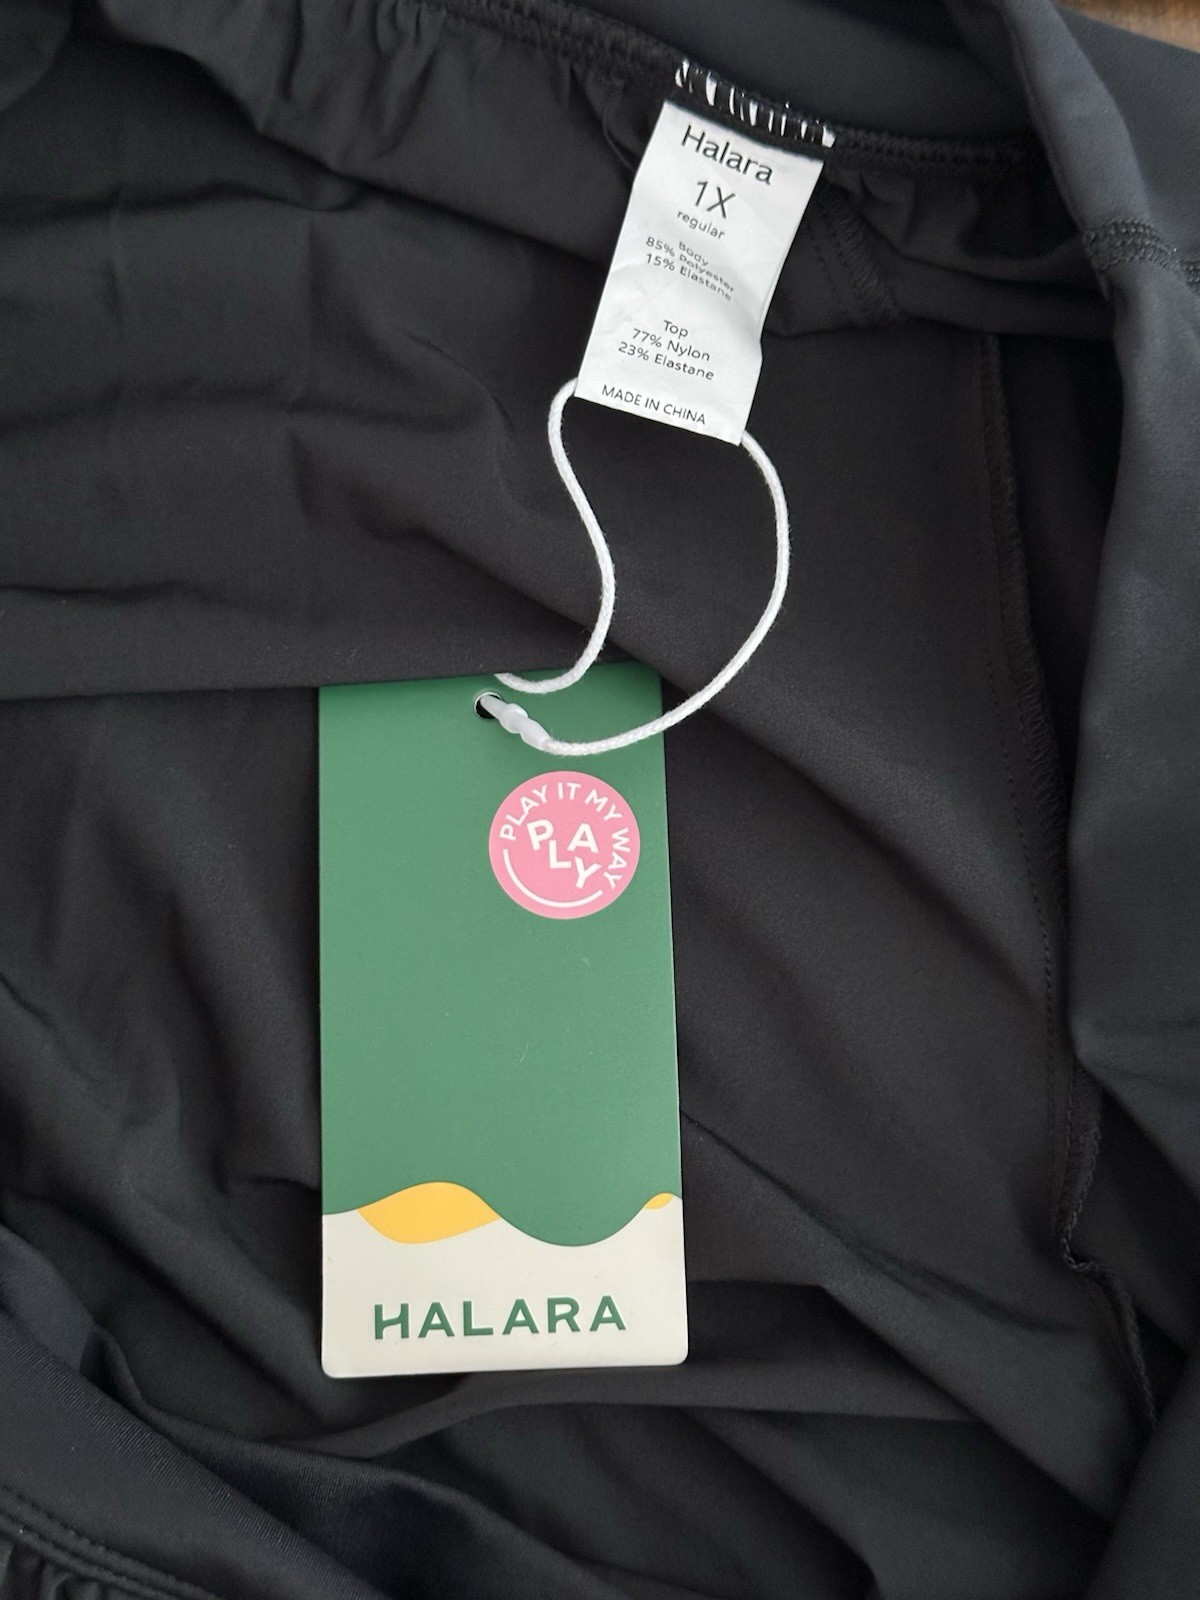 Halara
1X
regular
Body
85% Polyester
15% Elastane
Top
77% Nylon
23% Elastane
MADE IN CHINA
PLAY IT MY WAY
PLAY
HALARA